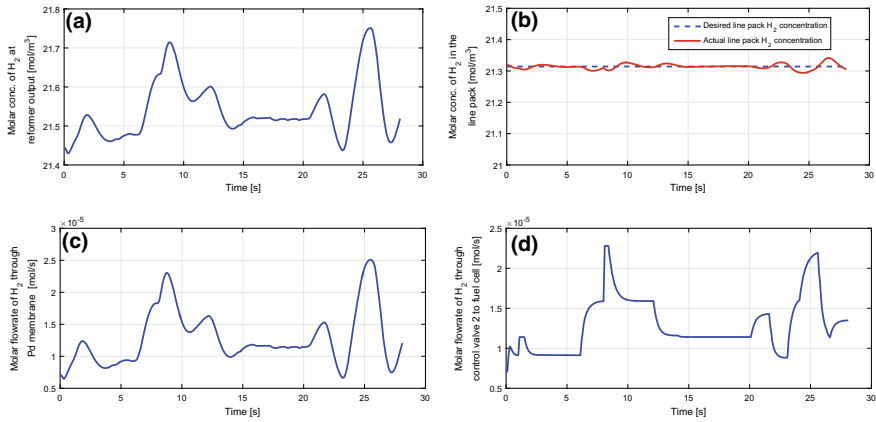 (a)
Molar conc. of H2 at
reformer output [mol/m3]
21.8
21.7
21.6
21.5
21.4
0 5 10 15 20 25 30
Time [s]
(b)
Molar conc. of H2 in the
line pack [mol/m3]
21.5
21.4
21.3
21.2
21.1
21
Desired line pack H2 concentration
Actual line pack H2 concentration
0 5 10 15 20 25 30
Time [s]
(c)
Molar flowrate of H2 through
Pd membrane [mol/s]
× 10-5
3
2.5
2
1.5
1
0.5
0 5 10 15 20 25 30
Time [s]
(d)
Molar flowrate of H2 through
control valve 2 to fuel cell [mol/s]
× 10-5
2.5
2
1.5
1
0.5
0 5 10 15 20 25 30
Time [s]